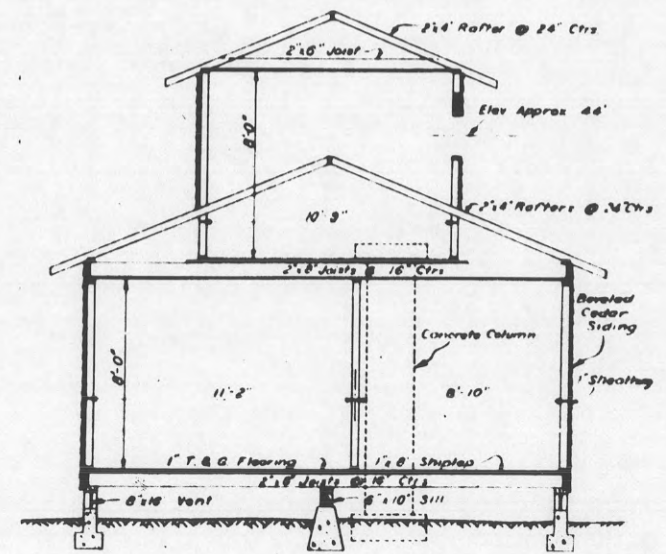 2"x4" Rafter @ 24" Ctrs
2"x6" Joist
Elev Approx 44'
8'-0"
10'-9"
2"x4" Rafters @ 24" Ctrs
2"x8" Joists @ 16" Ctrs
Beveled
Cedar
Siding
Concrete Column
8'-0"
11'-2"
8'-10"
1" Sheathing
1" T. & G. Flooring
1"x8" Shiplap
2"x6" Joists @ 16" Ctrs
8"x16" Vent
6"x10" Sill